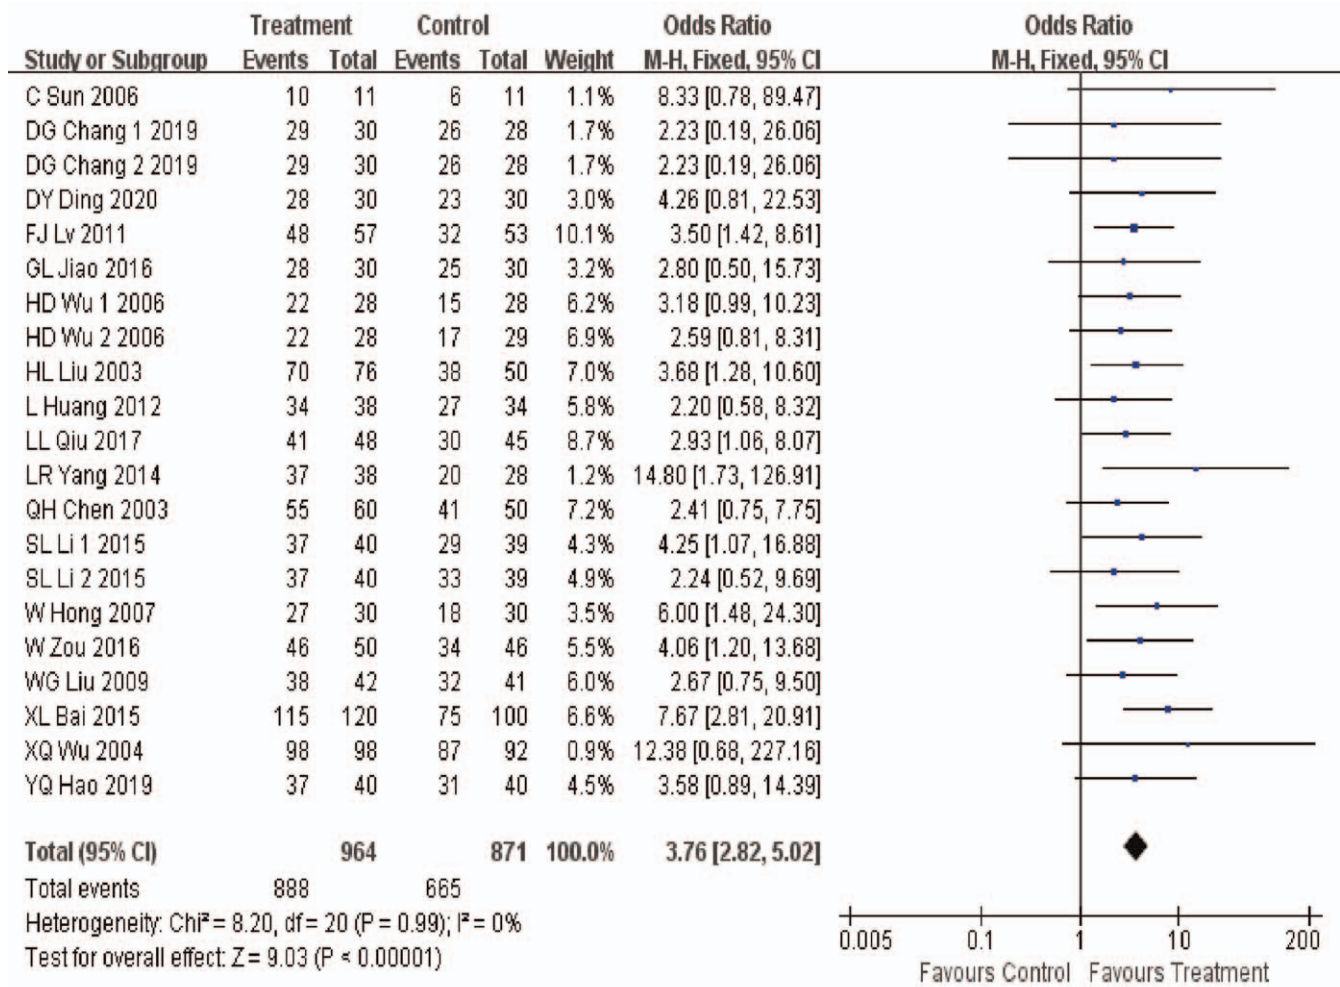 Treatment Control Odds Ratio Odds Ratio
Study or Subgroup Events Total Events Total Weight M-H, Fixed, 95% CI M-H, Fixed, 95% CI
C Sun 2006 10 11 6 11 1.1% 8.33 [0.78, 89.47]
DG Chang 1 2019 29 30 26 28 1.7% 2.23 [0.19, 26.06]
DG Chang 2 2019 29 30 26 28 1.7% 2.23 [0.19, 26.06]
DY Ding 2020 28 30 23 30 3.0% 4.26 [0.81, 22.53]
FJ Lv 2011 48 57 32 53 10.1% 3.50 [1.42, 8.61]
GL Jiao 2016 28 30 25 30 3.2% 2.80 [0.50, 15.73]
HD Wu 1 2006 22 28 15 28 6.2% 3.18 [0.99, 10.23]
HD Wu 2 2006 22 28 17 29 6.9% 2.59 [0.81, 8.31]
HL Liu 2003 70 76 38 50 7.0% 3.68 [1.28, 10.60]
L Huang 2012 34 38 27 34 5.8% 2.20 [0.58, 8.32]
LL Qiu 2017 41 48 30 45 8.7% 2.93 [1.06, 8.07]
LR Yang 2014 37 38 20 28 1.2% 14.80 [1.73, 126.91]
QH Chen 2003 55 60 41 50 7.2% 2.41 [0.75, 7.75]
SL Li 1 2015 37 40 29 39 4.3% 4.25 [1.07, 16.88]
SL Li 2 2015 37 40 33 39 4.9% 2.24 [0.52, 9.69]
W Hong 2007 27 30 18 30 3.5% 6.00 [1.48, 24.30]
W Zou 2016 46 50 34 46 5.5% 4.06 [1.20, 13.68]
WG Liu 2009 38 42 32 41 6.0% 2.67 [0.75, 9.50]
XL Bai 2015 115 120 75 100 6.6% 7.67 [2.81, 20.91]
XQ Wu 2004 98 98 87 92 0.9% 12.38 [0.68, 227.16]
YQ Hao 2019 37 40 31 40 4.5% 3.58 [0.89, 14.39]
Total (95% CI) 964 871 100.0% 3.76 [2.82, 5.02]
Total events 888 665
Heterogeneity: Chi² = 8.20, df = 20 (P = 0.99); I² = 0%
Test for overall effect: Z = 9.03 (P < 0.00001)
0.005 0.1 1 10 200
Favours Control Favours Treatment